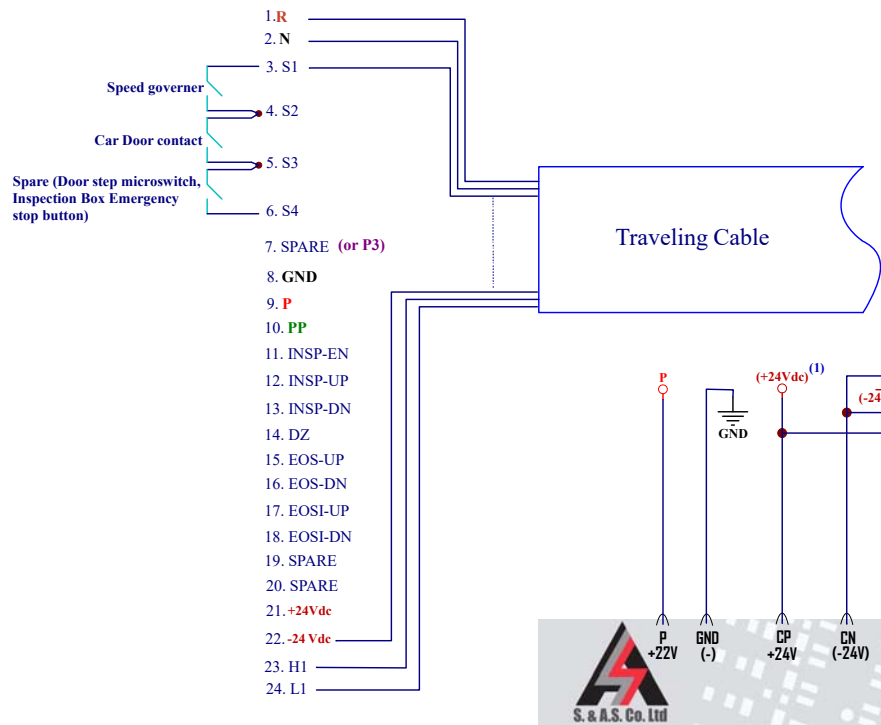 1.R
2. N
3. S1
Speed governer
4. S2
Car Door contact
5. S3
Spare (Door step microswitch,
Inspection Box Emergency
stop button)
6. S4
7. SPARE (or P3)
8. GND
9. P
10. PP
11. INSP-EN
12. INSP-UP
13. INSP-DN
14. DZ
15. EOS-UP
16. EOS-DN
17. EOSI-UP
18. EOSI-DN
19. SPARE
20. SPARE
21. +24Vdc
22. -24 Vdc
23. H1
24. L1
Traveling Cable
P
GND
(+24Vdc) (1)
(-24
P
+22V
GND
(-)
CP
+24V
CN
(-24V)
S. & A.S. Co. Ltd